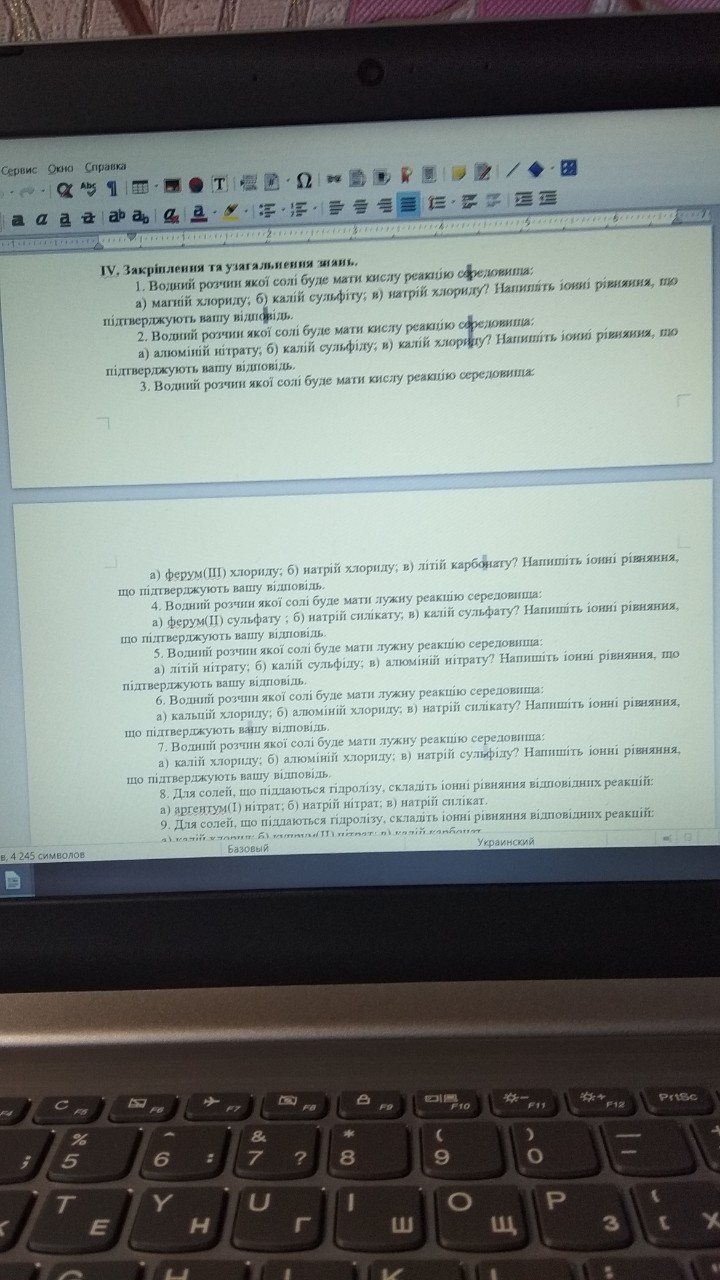 Сервис Окно Справка
IV. Закріплення та узагальнення знань.
1. Водний розчин якої солі буде мати кислу реакцію середовища:
а) магній хлориду; б) калій сульфіту; в) натрій хлориду? Напишіть іонні рівняння, що
підтверджують вашу відповідь.
2. Водний розчин якої солі буде мати кислу реакцію середовища:
а) алюміній нітрату; б) калій сульфіду; в) калій хлориду? Напишіть іонні рівняння, що
підтверджують вашу відповідь.
3. Водний розчин якої солі буде мати кислу реакцію середовища:
а) ферум(III) хлориду; б) натрій хлориду; в) літій карбонату? Напишіть іонні рівняння,
що підтверджують вашу відповідь.
4. Водний розчин якої солі буде мати лужну реакцію середовища:
а) ферум(II) сульфату ; б) натрій силікату; в) калій сульфату? Напишіть іонні рівняння,
що підтверджують вашу відповідь.
5. Водний розчин якої солі буде мати лужну реакцію середовища:
а) літій нітрату; б) калій сульфіду; в) алюміній нітрату? Напишіть іонні рівняння, що
підтверджують вашу відповідь.
6. Водний розчин якої солі буде мати лужну реакцію середовища:
а) кальцій хлориду; б) алюміній хлориду; в) натрій силікату? Напишіть іонні рівняння,
що підтверджують вашу відповідь.
7. Водний розчин якої солі буде мати лужну реакцію середовища:
а) калій хлориду; б) алюміній хлориду; в) натрій сульфіду? Напишіть іонні рівняння,
що підтверджують вашу відповідь.
8. Для солей, що піддаються гідролізу, складіть іонні рівняння відповідних реакцій:
а) аргентум(I) нітрат; б) натрій нітрат; в) натрій силікат.
9. Для солей, що піддаються гідролізу, складіть іонні рівняння відповідних реакцій:
в, 4 245 символов Базовый Украинский
F4 F5 F6 F7 F8 F9 F10 F11 F12 PrtSc
; % 5 ^ 6 : & 7 ? * 8 ( 9 ) 0 _ -
T Е Y Н U Г I Ш O Щ P З { [ Х